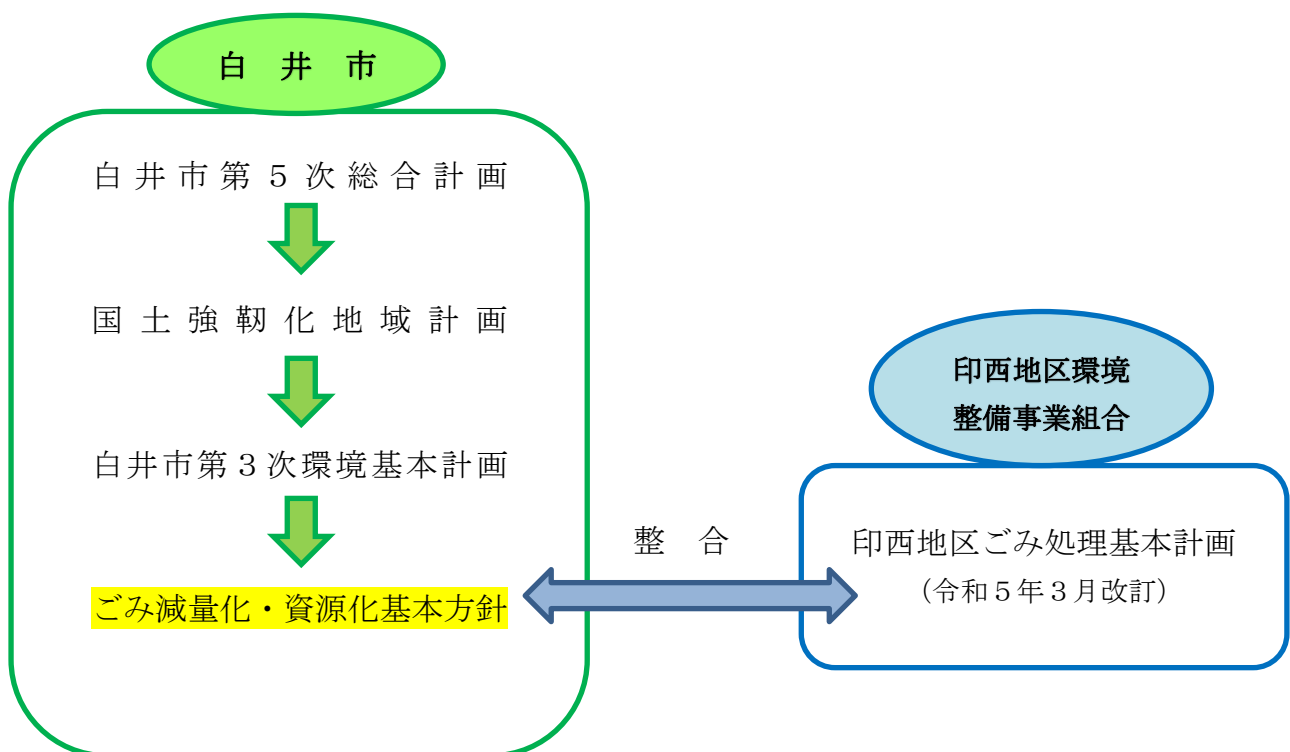 白井市
白井市第５次総合計画
国土強靭化地域計画
白井市第３次環境基本計画
ごみ減量化・資源化基本方針
整合
印西地区環境
整備事業組合
印西地区ごみ処理基本計画
（令和５年３月改訂）